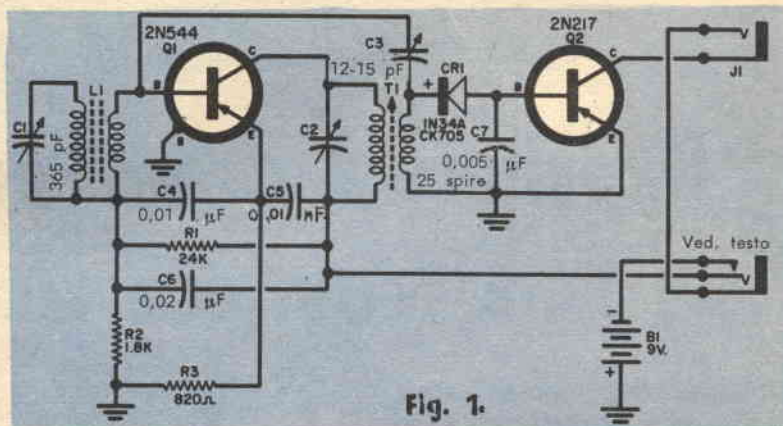 2N544
Q1
B
C
E
S
C1
365 pF
L1
C3
12-15 pF
T1
C2
C4
0,01 µF
C5
0,01 mF.
R1
24K
C6
0,02 µF
R2
1.8K
R3
820Ω
+
CR1
1N34A
CK705
C7
0,005
µF
25 spire
2N217
Q2
B
C
E
V
J1
Ved. testo
V
-
B1
9V.
+
Fig. 1.